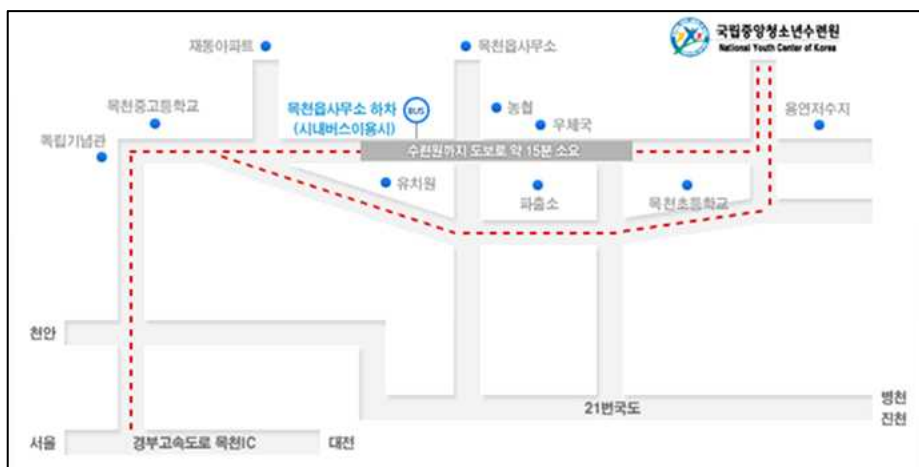 재동아파트
목천읍사무소
국립중앙청소년수련원
National Youth Center of Korea
목천중고등학교
목천읍사무소 하차
(시내버스이용시)
BUS
농협
우체국
용연저수지
독립기념관
수련원까지 도보로 약 15분 소요
유치원
파출소
목천초등학교
천안
21번국도
병천
진천
서울
경부고속도로 목천IC
대전